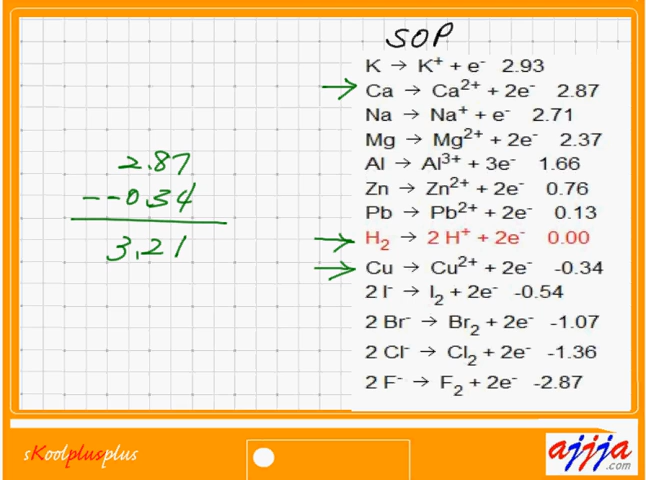 SOP
K → K⁺ + e⁻ 2.93
Ca → Ca²⁺ + 2e⁻ 2.87
Na → Na⁺ + e⁻ 2.71
Mg → Mg²⁺ + 2e⁻ 2.37
Al → Al³⁺ + 3e⁻ 1.66
Zn → Zn²⁺ + 2e⁻ 0.76
Pb → Pb²⁺ + 2e⁻ 0.13
H₂ → 2 H⁺ + 2e⁻ 0.00
Cu → Cu²⁺ + 2e⁻ -0.34
2 I⁻ → I₂ + 2e⁻ -0.54
2 Br⁻ → Br₂ + 2e⁻ -1.07
2 Cl⁻ → Cl₂ + 2e⁻ -1.36
2 F⁻ → F₂ + 2e⁻ -2.87
2.87
--0.34
3.21
sKoolplusplus
ajjja
.com